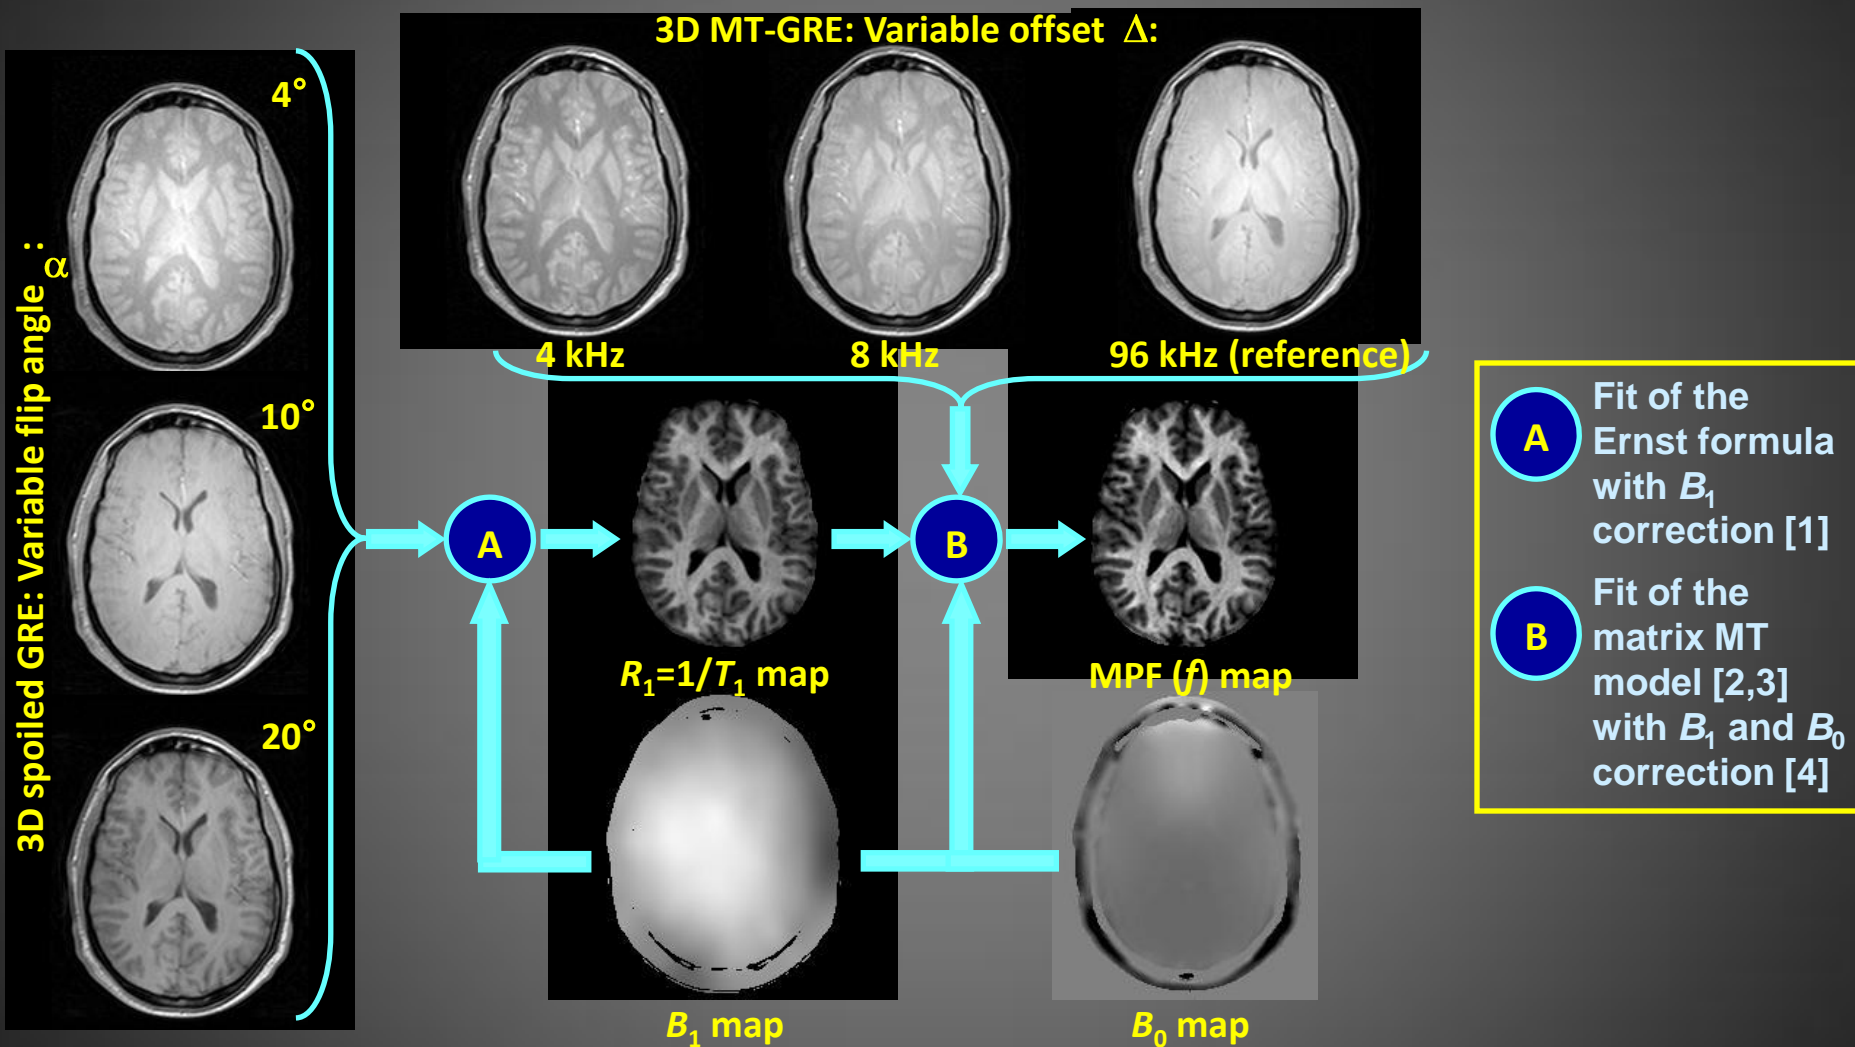 3D MT-GRE: Variable offset Δ:
4 kHz
8 kHz
96 kHz (reference)
3D spoiled GRE: Variable flip angle α :
4°
10°
20°
A
B
R1=1/T1 map
MPF (f) map
B1 map
B0 map
A
Fit of the
Ernst formula
with B1
correction [1]
B
Fit of the
matrix MT
model [2,3]
with B1 and B0
correction [4]